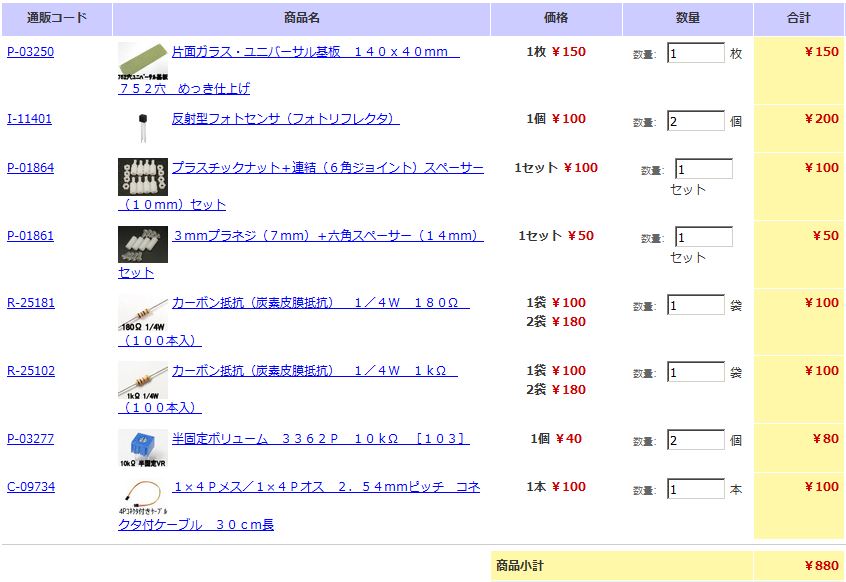 通販コード 商品名 価格 数量 合計
P-03250 片面ガラス・ユニバーサル基板　１４０ｘ４０ｍｍ　 1枚 ￥150 数量: 1 枚 ￥150
752穴ユニバーサル基板
７５２穴　めっき仕上げ
I-11401 反射型フォトセンサ（フォトリフレクタ） 1個 ￥100 数量: 2 個 ￥200
P-01864 プラスチックナット＋連結（６角ジョイント）スペーサー 1セット ￥100 数量: 1 ￥100
セット
（１０ｍｍ）セット
P-01861 ３ｍｍプラネジ（７ｍｍ）＋六角スペーサー（１４ｍｍ） 1セット ￥50 数量: 1 ￥50
セット
セット
R-25181 カーボン抵抗（炭素皮膜抵抗）　１／４Ｗ　１８０Ω　 1袋 ￥100 数量: 1 袋 ￥100
2袋 ￥180
180Ω 1/4W
（１００本入）
R-25102 カーボン抵抗（炭素皮膜抵抗）　１／４Ｗ　１ｋΩ　 1袋 ￥100 数量: 1 袋 ￥100
2袋 ￥180
1kΩ 1/4W
（１００本入）
P-03277 半固定ボリューム　３３６２Ｐ　１０ｋΩ　［１０３］ 1個 ￥40 数量: 2 個 ￥80
10kΩ 半固定VR
C-09734 １×４Ｐメス／１×４Ｐオス　２．５４ｍｍピッチ　コネ 1本 ￥100 数量: 1 本 ￥100
4Pコネクタ付きケーブル
クタ付ケーブル　３０ｃｍ長
商品小計 ￥880